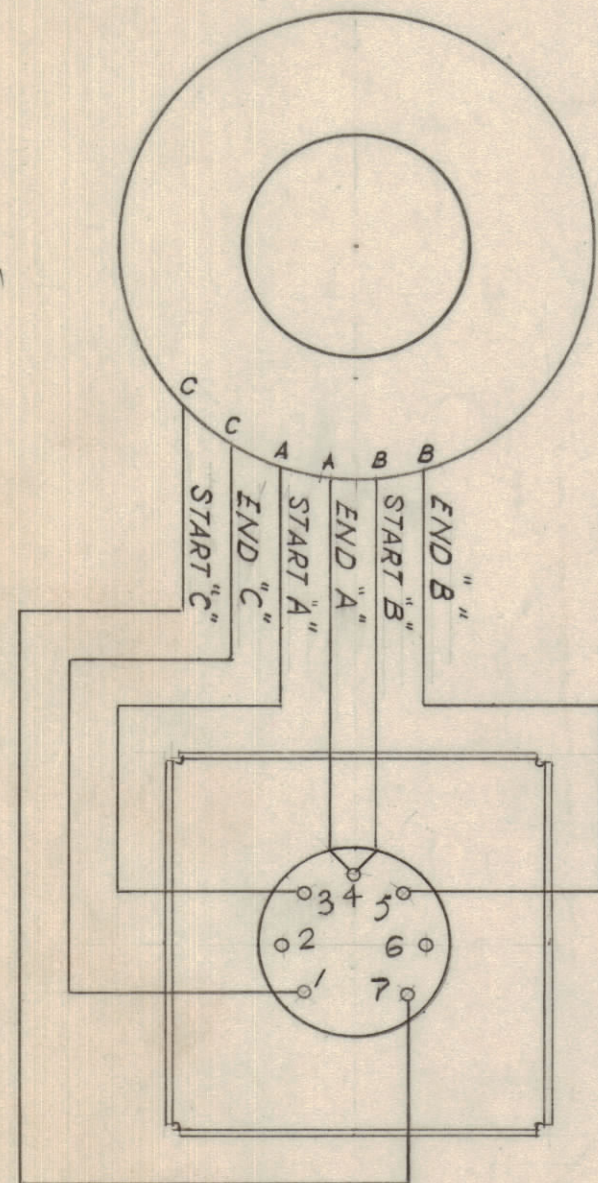 C C A A B B
START "C"
END "C"
START "A"
END "A"
START "B"
END "B"
3 4 5
2 6
1 7